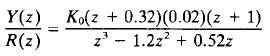 Y(z)/R(z) = K₀(z + 0.32)(0.02)(z + 1)/z³ − 1.2z² + 0.52z